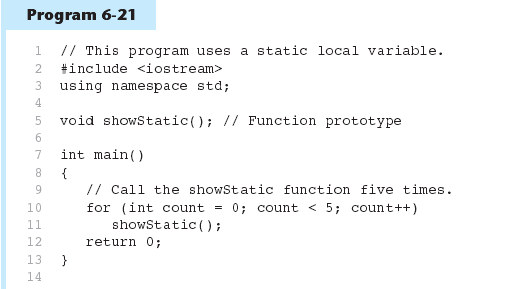 Program 6-21
1 // This program uses a static local variable.
2 #include <iostream>
3 using namespace std;
4
5 void showStatic(); // Function prototype
6
7 int main()
8 {
9 // Call the showStatic function five times.
10 for (int count = 0; count < 5; count++)
11 showStatic();
12 return 0;
13 }
14